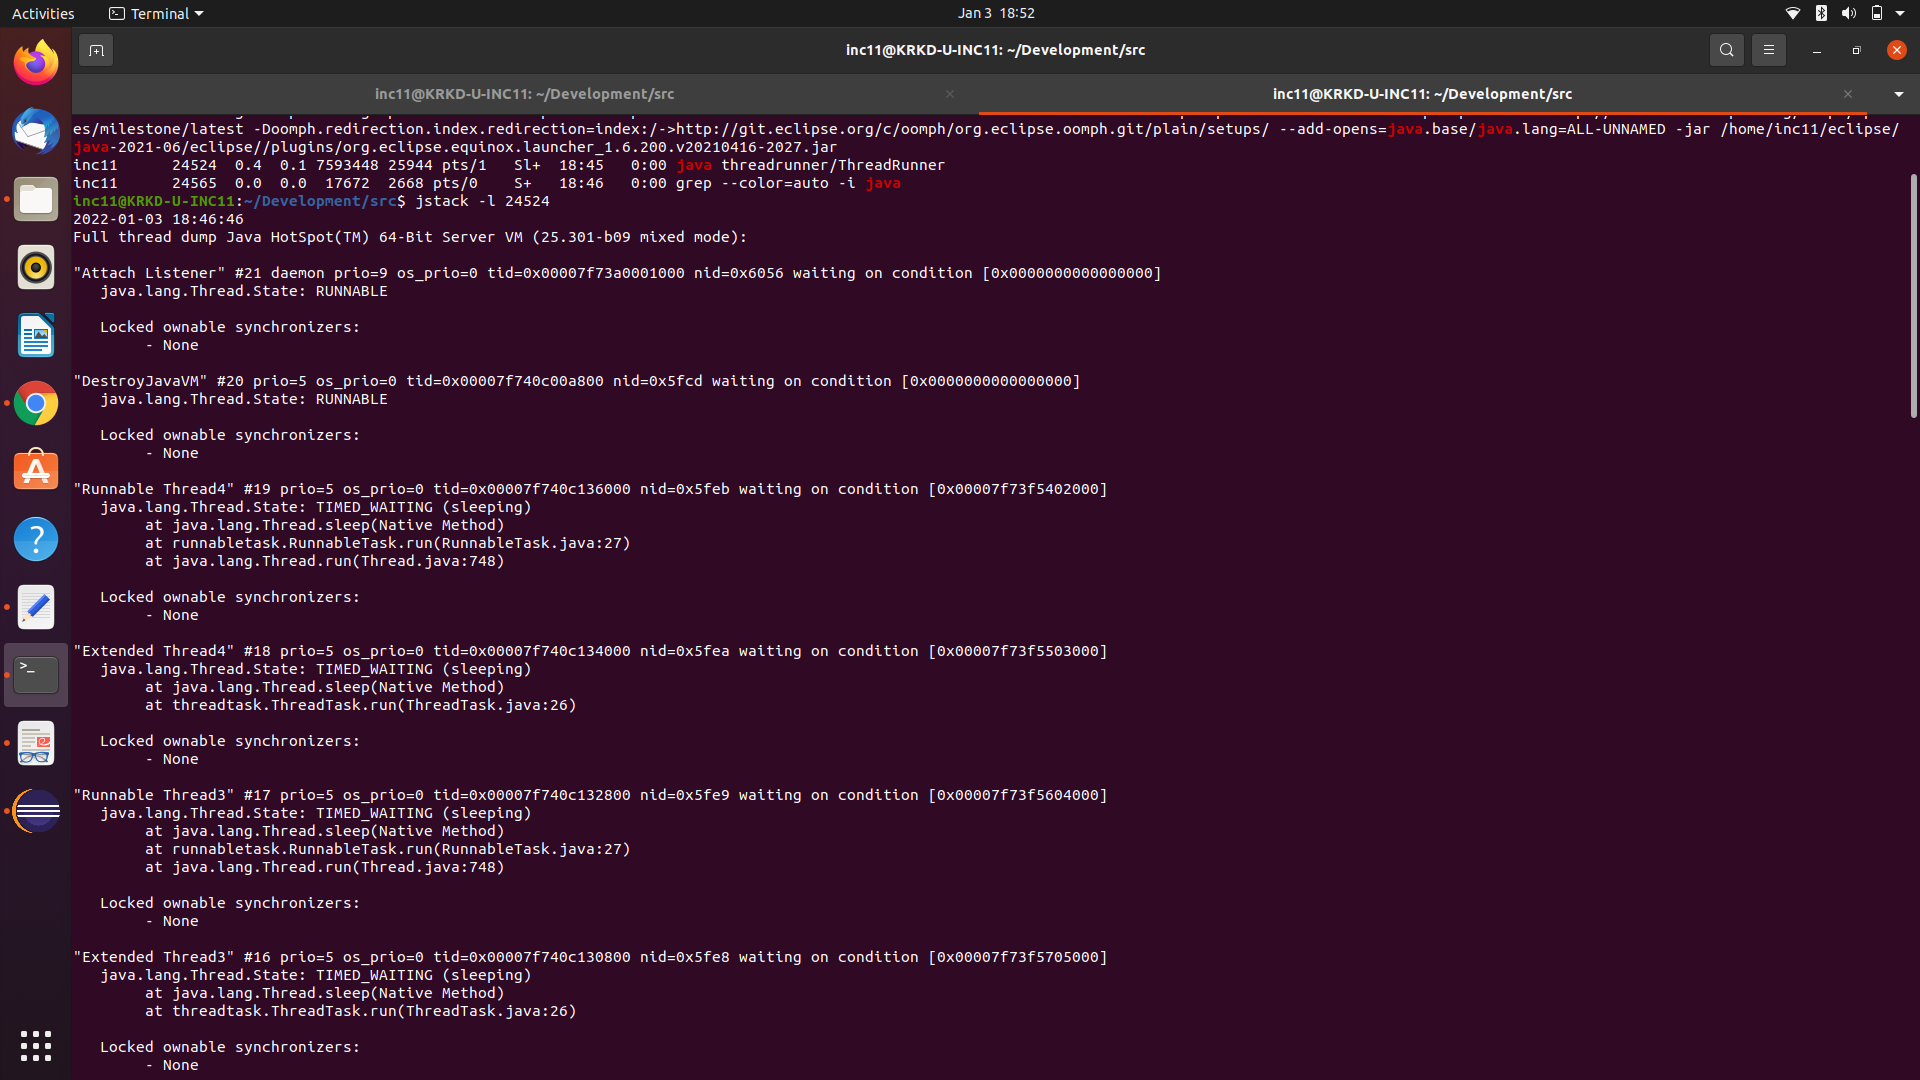 Activities
Terminal
Jan 3 18:52
inc11@KRKD-U-INC11: ~/Development/src
inc11@KRKD-U-INC11: ~/Development/src
inc11@KRKD-U-INC11: ~/Development/src
es/milestone/latest -Doomph.redirection.index.redirection=index:/->http://git.eclipse.org/c/oomph/org.eclipse.oomph.git/plain/setups/ --add-opens=java.base/java.lang=ALL-UNNAMED -jar /home/inc11/eclipse/
java-2021-06/eclipse//plugins/org.eclipse.equinox.launcher_1.6.200.v20210416-2027.jar
inc11 24524 0.4 0.1 7593448 25944 pts/1 Sl+ 18:45 0:00 java threadrunner/ThreadRunner
inc11 24565 0.0 0.0 17672 2668 pts/0 S+ 18:46 0:00 grep --color=auto -i java
inc11@KRKD-U-INC11:~/Development/src$ jstack -l 24524
2022-01-03 18:46:46
Full thread dump Java HotSpot(TM) 64-Bit Server VM (25.301-b09 mixed mode):
"Attach Listener" #21 daemon prio=9 os_prio=0 tid=0x00007f73a0001000 nid=0x6056 waiting on condition [0x0000000000000000]
java.lang.Thread.State: RUNNABLE
Locked ownable synchronizers:
- None
"DestroyJavaVM" #20 prio=5 os_prio=0 tid=0x00007f740c00a800 nid=0x5fcd waiting on condition [0x0000000000000000]
java.lang.Thread.State: RUNNABLE
Locked ownable synchronizers:
- None
"Runnable Thread4" #19 prio=5 os_prio=0 tid=0x00007f740c136000 nid=0x5feb waiting on condition [0x00007f73f5402000]
java.lang.Thread.State: TIMED_WAITING (sleeping)
at java.lang.Thread.sleep(Native Method)
at runnabletask.RunnableTask.run(RunnableTask.java:27)
at java.lang.Thread.run(Thread.java:748)
Locked ownable synchronizers:
- None
"Extended Thread4" #18 prio=5 os_prio=0 tid=0x00007f740c134000 nid=0x5fea waiting on condition [0x00007f73f5503000]
java.lang.Thread.State: TIMED_WAITING (sleeping)
at java.lang.Thread.sleep(Native Method)
at threadtask.ThreadTask.run(ThreadTask.java:26)
Locked ownable synchronizers:
- None
"Runnable Thread3" #17 prio=5 os_prio=0 tid=0x00007f740c132800 nid=0x5fe9 waiting on condition [0x00007f73f5604000]
java.lang.Thread.State: TIMED_WAITING (sleeping)
at java.lang.Thread.sleep(Native Method)
at runnabletask.RunnableTask.run(RunnableTask.java:27)
at java.lang.Thread.run(Thread.java:748)
Locked ownable synchronizers:
- None
"Extended Thread3" #16 prio=5 os_prio=0 tid=0x00007f740c130800 nid=0x5fe8 waiting on condition [0x00007f73f5705000]
java.lang.Thread.State: TIMED_WAITING (sleeping)
at java.lang.Thread.sleep(Native Method)
at threadtask.ThreadTask.run(ThreadTask.java:26)
Locked ownable synchronizers:
- None